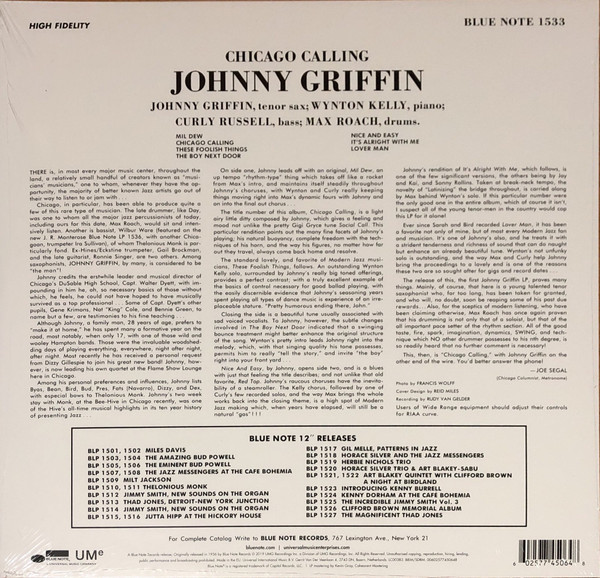 HIGH FIDELITY
BLUE NOTE 1533
CHICAGO CALLING
JOHNNY GRIFFIN
JOHNNY GRIFFIN, tenor sax; WYNTON KELLY, piano;
CURLY RUSSELL, bass; MAX ROACH, drums.
MIL DEW
CHICAGO CALLING
THESE FOOLISH THINGS
THE BOY NEXT DOOR
NICE AND EASY
IT'S ALRIGHT WITH ME
LOVER MAN
THERE IS, in most every major music center, throughout the
land, a relatively small handful of creators known as "musi-
cians' musicians," one to whom, whenever they have the op-
portunity, the majority of better known Jazz artists go out of
their way to listen to or jam with.
Chicago, in particular, has been able to produce quite a
few of this rare type of musician. The late drummer, Ike Day,
was one to whom all the major jazz percussionists of today,
including and up to this date, Max Roach, would sit and inten-
sively listen. Another is bassist, Wilbur Ware (featured on the
new J. R. Monterose Blue Note LP 1536, with another Chica-
goan, trumpeter Ira Sullivan), of whom Thelonious Monk is par-
ticularly fond. Ex-Hines/Eckstine trumpeter, Gail Brockman,
and the late guitarist, Ronnie Singer, are two others. Among
Saxophonists, JOHNNY GRIFFIN, by many, is considered to be
"the man"!
Johnny credits the erstwhile leader and musical director of
Chicago's DuSable High School, Capt. Walter Dyett, with im-
pounding in him he, so necessary basics of music without
which, he feels, he could not have hoped to have musically
survived as a top professional . . . Some of Capt. Dyett's other
pupils, Gene Krimons, Nat "King" Cole, and Bennie Green, to
name but a few, are testimonies to his fine teaching . . .
Although Johnny, a family man, 28 years of age, prefers to
"make it at home," he has spent many a formative year on the
road, most notably, when only 17, with one of those wild and
wooley Hampton bands. Those were the invaluable woodshed-
ding days of playing everything, everywhere, night after night,
after night. Most recently he has received a personal request
from Dizzy Gillespie to join his great new band! Johnny, how-
ever, is now leading his own quartet at the Flame Show Lounge
here in Chicago.
Among his personal preferences and influences, Johnny lists
Byas, Bean, Bird, Bud, Pres, Fats (Navarro), Dizzy, and Dex,
with especial bows to Thelonious Monk. Johnny's two week
stay with Monk, at the Bee-Hive in Chicago recently, was one
of the Hive's all-time musical highlights in its ten year history
of presenting Jazz . . .
On side one, Johnny leads off with an original, Mil Dew, an
up tempo "rhythm-type" thing which takes off like a rocket
from Max's intro, and maintains itself steadily throughout
Johnny's choruses, with Wynton and Curly really keeping
things moving right into Max's dynamic fours with Johnny and
on into the final out chorus . . .
The title number of this album, Chicago Calling, is a light
airy little ditty composed by Johnny, which gives a feeling and
mood not unlike the pretty Gigi Gryce tune Social Call. This
particular rendition points out the many fine facets of Johnny's
playing; his natural buoyancy, complete freedom with the tech-
niques of his horn, and the way his figures, no matter how far
out they travel, always come back home swinging.
The standard lovely, and favorite of Modern Jazz musi-
cians, These Foolish Things, follows. An outstanding Wynton
Kelly solo, surrounded by Johnny's really big toned offerings,
provides a perfect contrast; with a truly excellent example of
the basics of control necessary for good ballad playing, with
the easily discernible evidence that Johnny's seasoning years
spent playing all types of dance music is experience of an irre-
placable stature. "Pretty humorous ending there, John."
Closing the side is a beautiful tune usually associated with
sad voiced vocalists. To Johnny however, the subtle changes
involved in The Boy Next Door indicated that a swinging
bounce treatment might better enhance the original structure
of the song. Wynton's pretty intro leads Johnny right into the
melody, which, with that singing quality his tone possesses,
permits him to really "tell the story," and invite "the boy"
right into your front yard . . .
Nice And Easy, by Johnny, opens side two, and is a blues
with just that feeling the title describes; and not unlike that old
favorite, Red Top. Johnny's raucous choruses have the inevita-
bility of a steamroller. The Kelly chorus, followed by one of
Curly's few recorded solos, and the way Max brings the whole
works back into the closing theme, is a high spot of Modern
Jazz making which, when years have elapsed, will still be a
natural "gas"!!!
Johnny's rendition of It's Alright With Me, which follows, is
one of the few significant versions, the others being by Jay
and Kai, and Sonny Rollins. Taken at break-neck tempo, the
novelty of "Latinizing" the bridge throughout, is carried along
by Max behind Wynton's solo. If this particular number were
the only good one in the entire album, which of course it isn't,
almost all of the young tenor-men in the country would cop
this LP for it alone!
Ever since Sarah and Bird recorded Lover Man, it has been
a favorite not only of mine, but of most every Modern Jazz fan
and musician. It's one of Johnny's also, and he treats it with
a strident tenderness and richness of sound that can do naught
but enhance an already beautiful tune. Wynton's not unfunky
solo is outstanding, and the way Max and Curly help Johnny
bring the proceedings to a lovely end is one of the reasons
these two are so sought after for gigs and record dates . . .
The release of this, Johnny Griffin's first LP, proves many
things. Mainly, of course, that here is a young talented tenor
saxophonist who, for too long, has been taken for granted,
and who will, no doubt, soon be reaping some of his past due
rewards . . . Also, for the sceptics of modern listening, who have
been claiming otherwise, Max Roach has once again proven
that his drumming is not only that of a soloist, but that of the
all important pace setter of the rhythm section. All of the good
taste, fire, spark, imagination, dynamics, SWING, and tech-
nique which NO other drummer possesses to his nth degree, is
so readily heard that no further comment is necessary!
This, then, is "Chicago Calling," with Johnny Griffin on the
other end of the wire. You'd better answer the phone!
—JOE SEGAL
(Chicago Columnist, Metronome)
Photo by FRANCIS WOLFF
Cover Design by REID MILES
Recording by RUDY VAN GELDER
Users of Wide Range equipment should adjust their controls
for RIAA curve.
BLUE NOTE 12" RELEASES
BLP 1501, 1502 MILES DAVIS
BLP 1503, 1504 THE AMAZING BUD POWELL
BLP 1505, 1506 THE EMINENT BUD POWELL
BLP 1507, 1508 THE JAZZ MESSENGERS AT THE CAFE BOHEMIA
BLP 1509 MILT JACKSON
BLP 1510, 1511 THELONIOUS MONK
BLP 1512 JIMMY SMITH, NEW SOUNDS ON THE ORGAN
BLP 1513 THAD JONES, DETROIT-NEW YORK JUNCTION
BLP 1514 JIMMY SMITH, NEW SOUNDS ON THE ORGAN
BLP 1515, 1516 JUTTA HIPP AT THE HICKORY HOUSE
BLP 1517 GIL MELLE, PATTERNS IN JAZZ
BLP 1518 HORACE SILVER AND THE JAZZ MESSENGERS
BLP 1519 HERBIE NICHOLS TRIO
BLP 1520 HORACE SILVER TRIO & ART BLAKEY-SABU
BLP 1521, 1522 ART BLAKEY QUINTET WITH CLIFFORD BROWN
A NIGHT AT BIRDLAND
BLP 1523 INTRODUCING KENNY BURRELL
BLP 1524 KENNY DORHAM AT THE CAFE BOHEMIA
BLP 1525 THE INCREDIBLE JIMMY SMITH Vol. 3
BLP 1526 CLIFFORD BROWN MEMORIAL ALBUM
BLP 1527 THE MAGNIFICENT THAD JONES
For Complete Catalog Write to BLUE NOTE RECORDS, 767 Lexington Ave., New York 21
bluenote.com | universalmusicenterprises.com
BLUE NOTE
UMe
6 02577 45064 8